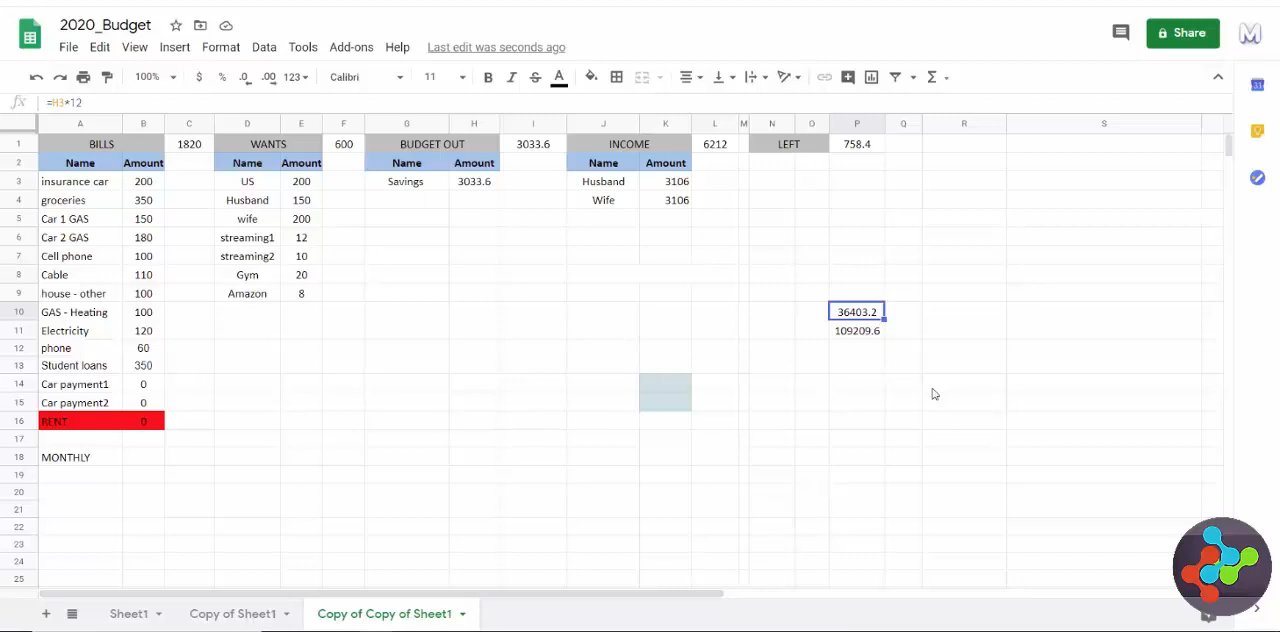 2020_Budget
File Edit View Insert Format Data Tools Add-ons Help Last edit was seconds ago
Share
100% $ % .0 .00 123 Calibri 11 B I S A Σ
fx =H3*12
A B C D E F G H I J K L M N O P Q R S
1 BILLS 1820 WANTS 600 BUDGET OUT 3033.6 INCOME 6212 LEFT 758.4
2 Name Amount Name Amount Name Amount Name Amount
3 insurance car 200 US 200 Savings 3033.6 Husband 3106
4 groceries 350 Husband 150 Wife 3106
5 Car 1 GAS 150 wife 200
6 Car 2 GAS 180 streaming1 12
7 Cell phone 100 streaming2 10
8 Cable 110 Gym 20
9 house - other 100 Amazon 8
10 GAS - Heating 100 36403.2
11 Electricity 120 109209.6
12 phone 60
13 Student loans 350
14 Car payment1 0
15 Car payment2 0
16 RENT 0
17
18 MONTHLY
19
20
21
22
23
24
25
+ Sheet1 Copy of Sheet1 Copy of Copy of Sheet1